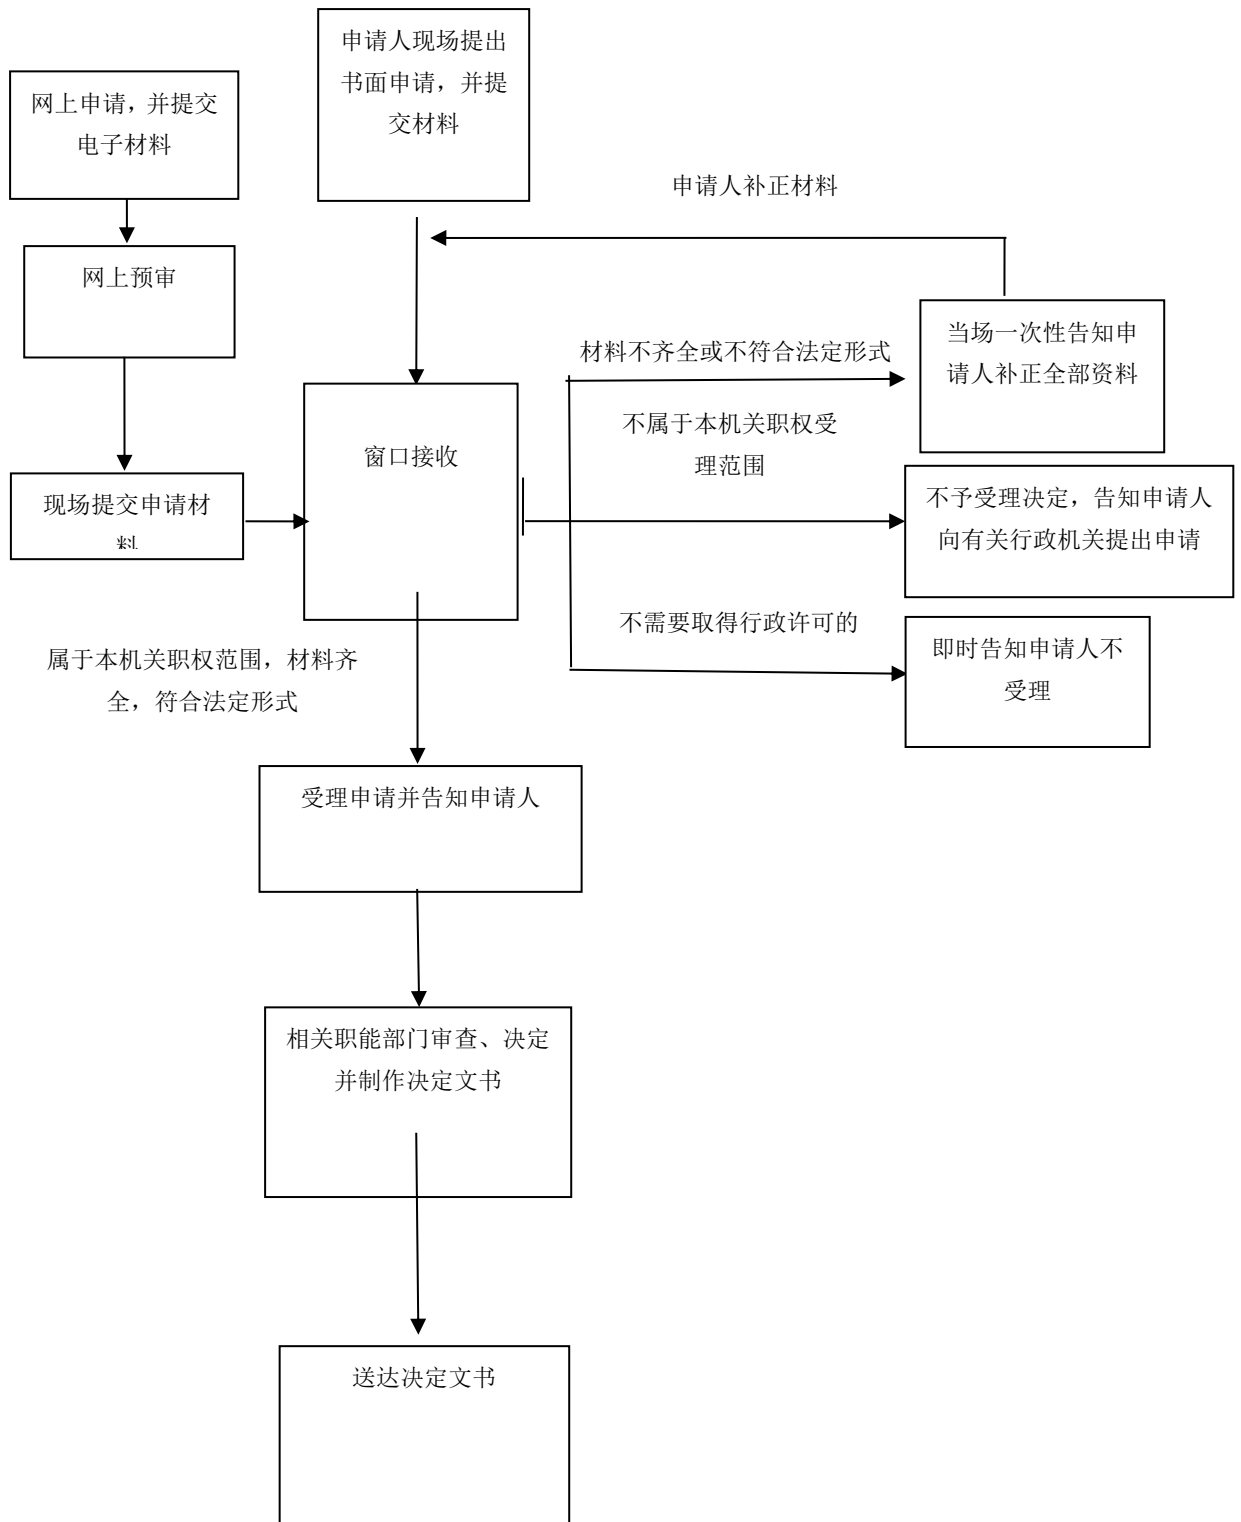 申请人现场提出
书面申请，并提
交材料
网上申请，并提交
电子材料
申请人补正材料
网上预审
当场一次性告知申
请人补正全部资料
材料不齐全或不符合法定形式
不属于本机关职权受
理范围
窗口接收
现场提交申请材
料
不予受理决定，告知申请人
向有关行政机关提出申请
不需要取得行政许可的
即时告知申请人不
受理
属于本机关职权范围，材料齐
全，符合法定形式
受理申请并告知申请人
相关职能部门审查、决定
并制作决定文书
送达决定文书